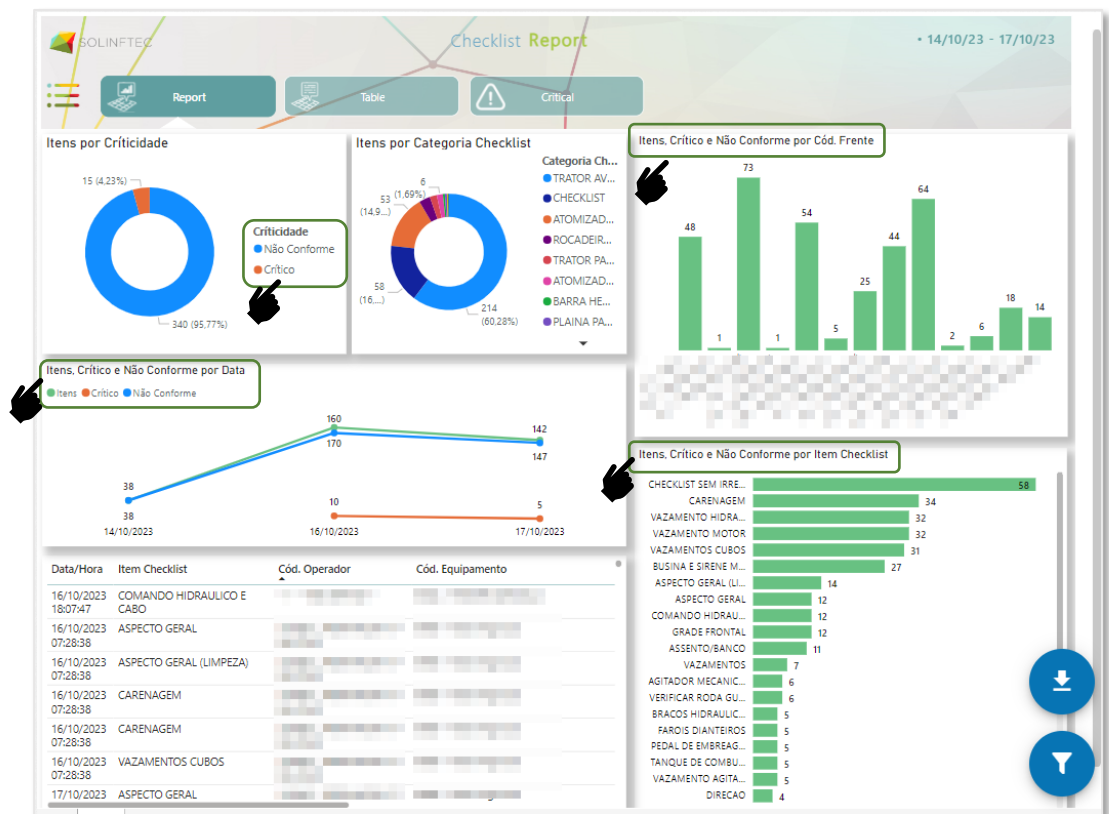 SOLINFTEC
Checklist Report
• 14/10/23 - 17/10/23
Report
Table
Critical
Itens por Críticidade
15 (4,23%)
340 (95,77%)
Críticidade
Não Conforme
Crítico
Itens por Categoria Checklist
6
(1,69%)
53
(14,9...)
58
(16,...)
214
(60,28%)
Categoria Ch...
TRATOR AV...
CHECKLIST
ATOMIZAD...
ROCADEIR...
TRATOR PA...
ATOMIZAD...
BARRA HE...
PLAINA PA...
Itens, Crítico e Não Conforme por Cód. Frente
48
1
73
1
54
5
25
44
64
2
6
18
14
Itens, Crítico e Não Conforme por Data
Itens Crítico Não Conforme
38
38
160
170
142
147
10
5
14/10/2023
16/10/2023
17/10/2023
Itens, Crítico e Não Conforme por Item Checklist
CHECKLIST SEM IRRE... 58
CARENAGEM 34
VAZAMENTO HIDRA... 32
VAZAMENTO MOTOR 32
VAZAMENTOS CUBOS 31
BUSINA E SIRENE M... 27
ASPECTO GERAL (LI... 14
ASPECTO GERAL 12
COMANDO HIDRAU... 12
GRADE FRONTAL 12
ASSENTO/BANCO 11
VAZAMENTOS 7
AGITADOR MECANIC... 6
VERIFICAR RODA GU... 6
BRACOS HIDRAULIC... 5
FAROIS DIANTEIROS 5
PEDAL DE EMBREAG... 5
TANQUE DE COMBU... 5
VAZAMENTO AGITA... 5
DIRECAO 4
Data/Hora Item Checklist Cód. Operador Cód. Equipamento
16/10/2023 COMANDO HIDRAULICO E
18:07:47 CABO
16/10/2023 ASPECTO GERAL
07:28:38
16/10/2023 ASPECTO GERAL (LIMPEZA)
07:28:38
16/10/2023 CARENAGEM
07:28:38
16/10/2023 CARENAGEM
07:28:38
16/10/2023 VAZAMENTOS CUBOS
07:28:38
17/10/2023 ASPECTO GERAL